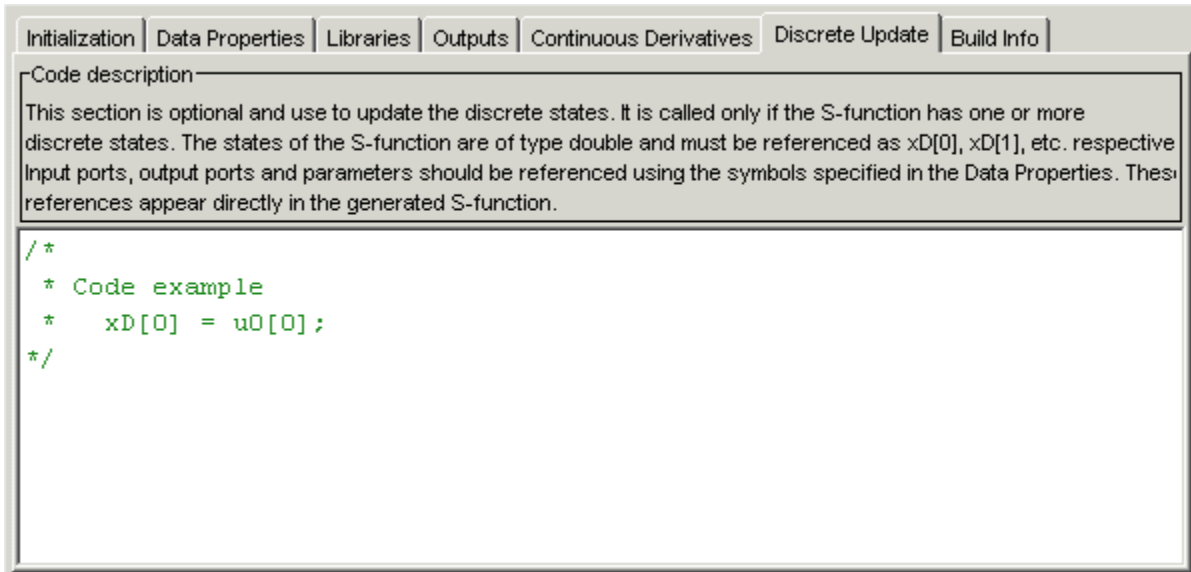 Initialization Data Properties Libraries Outputs Continuous Derivatives Discrete Update Build Info
Code description
This section is optional and use to update the discrete states. It is called only if the S-function has one or more
discrete states. The states of the S-function are of type double and must be referenced as xD[0], xD[1], etc. respective
Input ports, output ports and parameters should be referenced using the symbols specified in the Data Properties. Thes
references appear directly in the generated S-function.
/*
* Code example
* xD[0] = u0[0];
*/